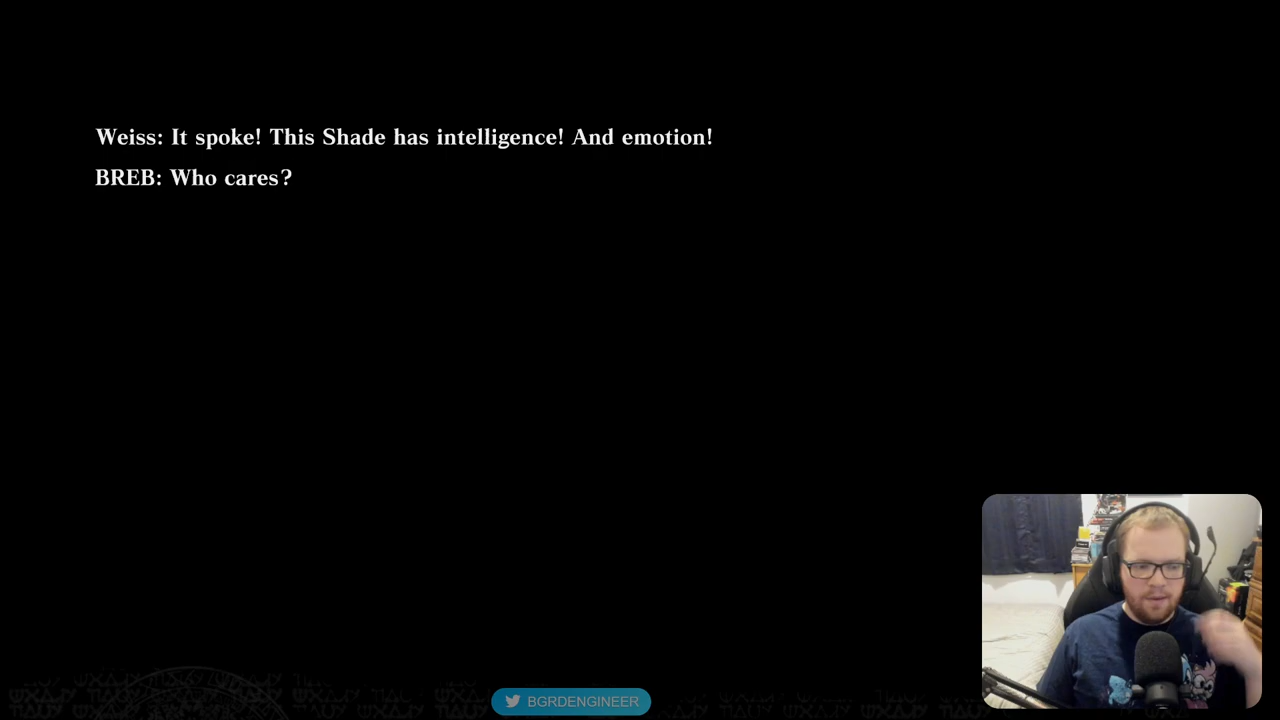 Weiss: It spoke! This Shade has intelligence! And emotion!
BREB: Who cares?
BGRDENGINEER